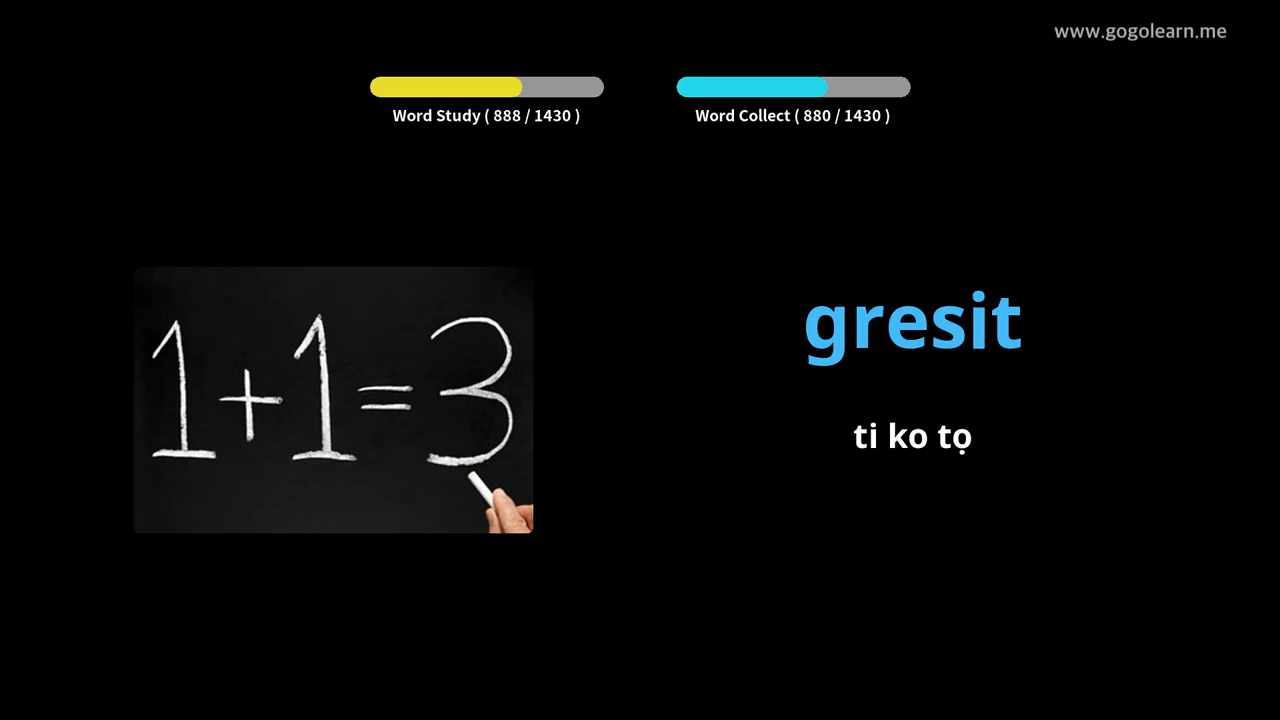 www.gogolearn.me
Word Study ( 888 / 1430 )
Word Collect ( 880 / 1430 )
1+1=3
gresit
ti ko tọ